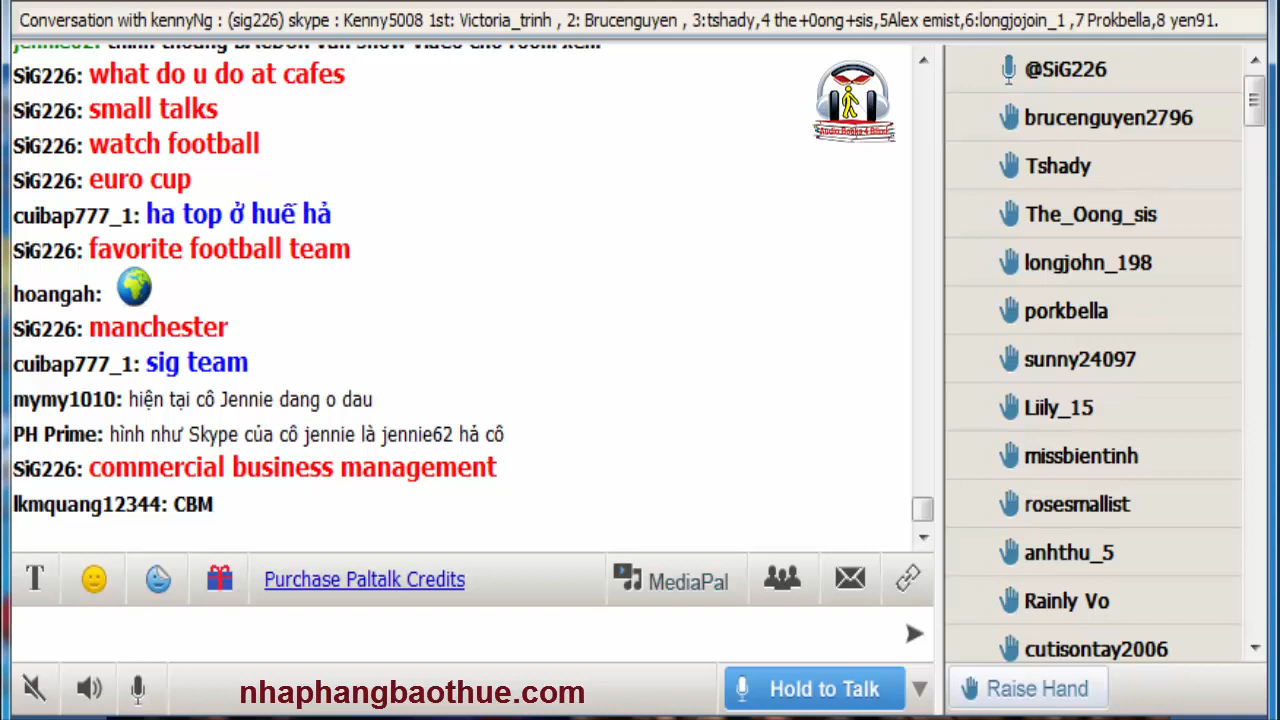 Conversation with kennyNg : (sig226) skype : Kenny5008 1st: Victoria_trinh , 2: Brucenguyen , 3:tshady,4 the+0ong+sis,5Alex emist,6:longjojoin_1 ,7 Prokbella,8 yen91.
SiG226: what do u do at cafes
SiG226: small talks
SiG226: watch football
SiG226: euro cup
cuibap777_1: ha top ở huế hả
SiG226: favorite football team
hoangah:
SiG226: manchester
cuibap777_1: sig team
mymy1010: hiện tại cô Jennie dang o dau
PH Prime: hình như Skype của cô jennie là jennie62 hả cô
SiG226: commercial business management
lkmquang12344: CBM
Audio Books 4 Blind
@SiG226
brucenguyen2796
Tshady
The_Oong_sis
longjohn_198
porkbella
sunny24097
Liily_15
missbientinh
rosesmallist
anhthu_5
Rainly Vo
cutisontay2006
T
Purchase Paltalk Credits
MediaPal
nhaphangbaothue.com
Hold to Talk
Raise Hand